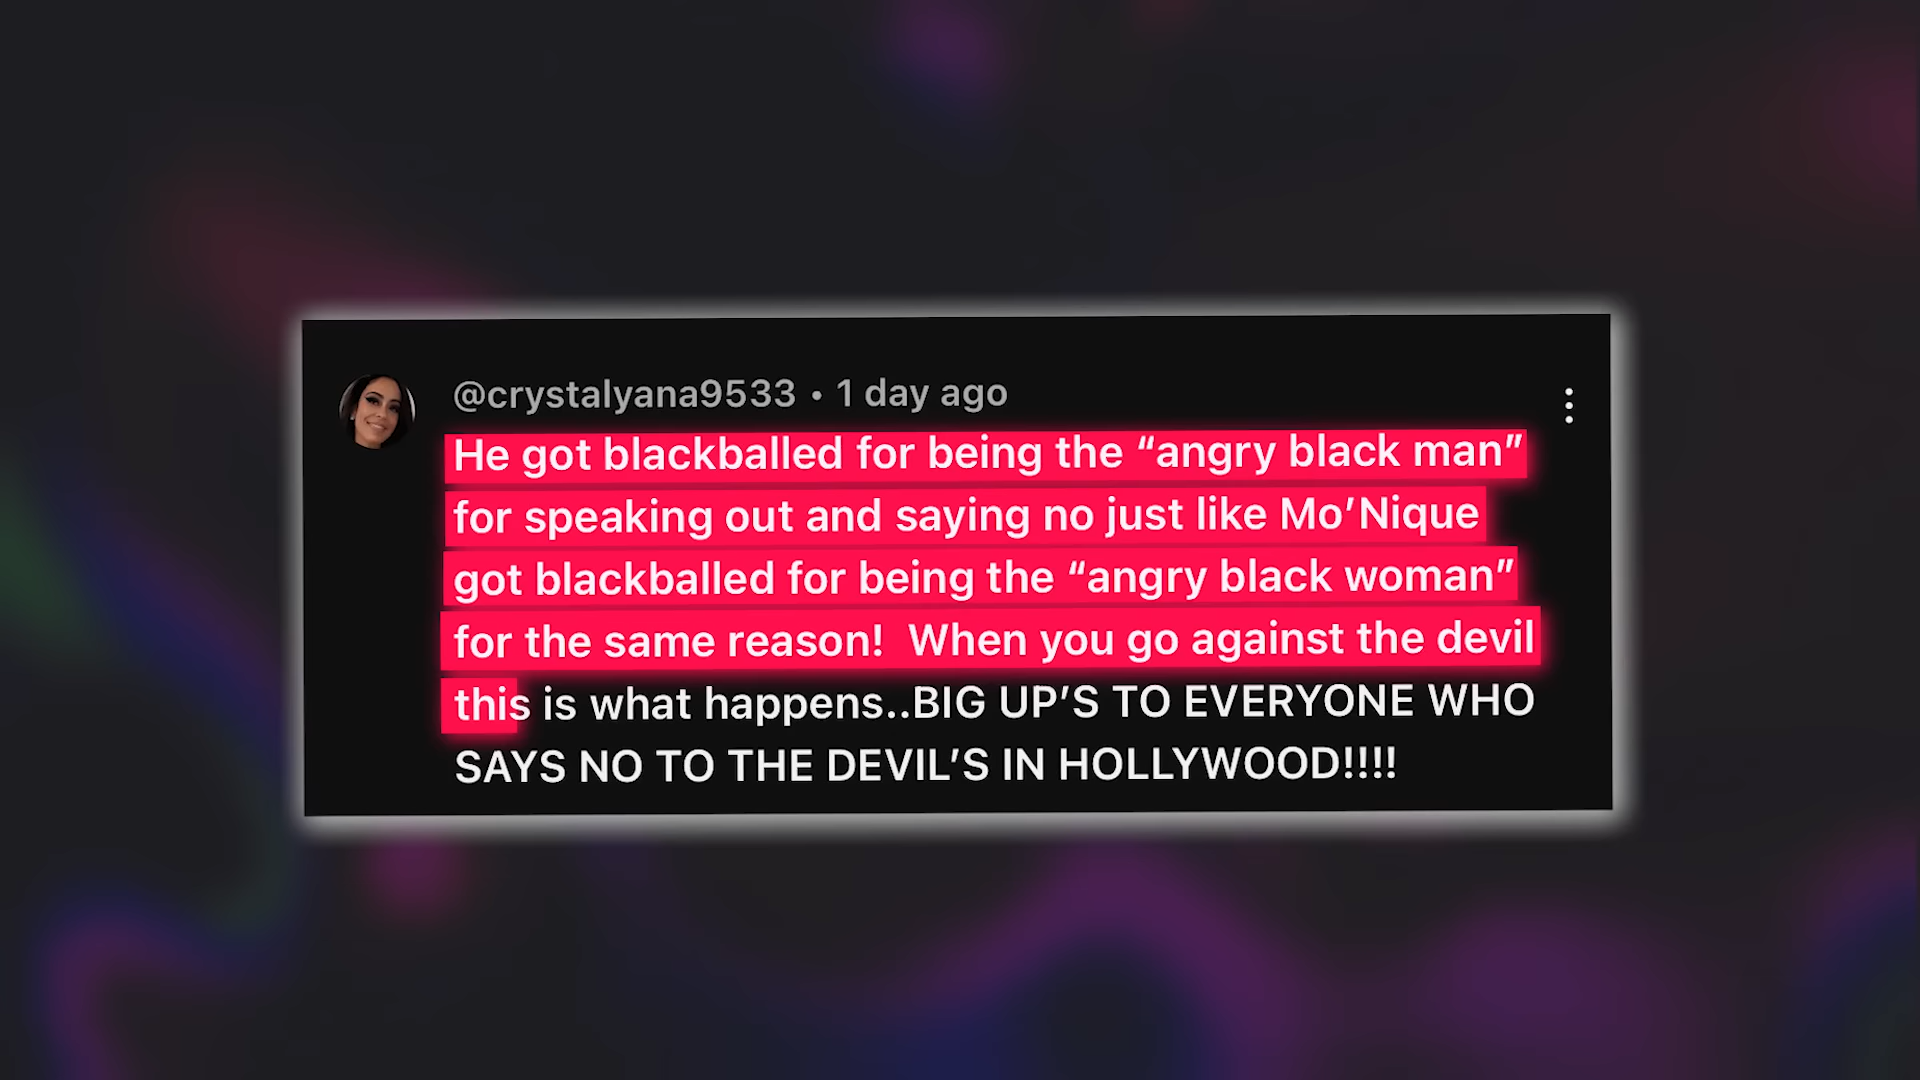 @crystalyana9533 • 1 day ago
He got blackballed for being the “angry black man”
for speaking out and saying no just like Mo’Nique
got blackballed for being the “angry black woman”
for the same reason!  When you go against the devil
this is what happens..BIG UP’S TO EVERYONE WHO
SAYS NO TO THE DEVIL’S IN HOLLYWOOD!!!!